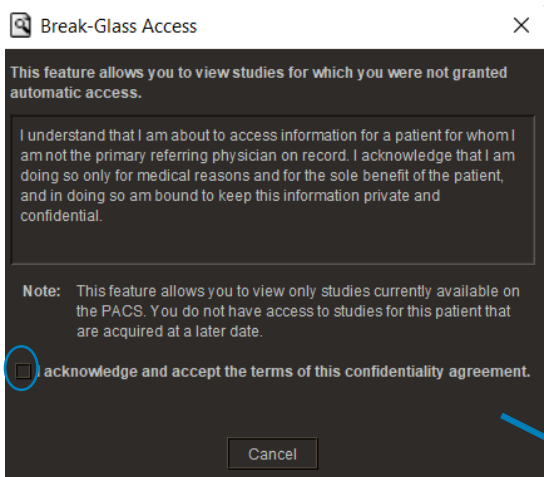 Break-Glass Access
This feature allows you to view studies for which you were not granted
automatic access.
I understand that I am about to access information for a patient for whom I
am not the primary referring physician on record. I acknowledge that I am
doing so only for medical reasons and for the sole benefit of the patient,
and in doing so am bound to keep this information private and
confidential.
Note: This feature allows you to view only studies currently available on
the PACS. You do not have access to studies for this patient that
are acquired at a later date.
I acknowledge and accept the terms of this confidentiality agreement.
Cancel